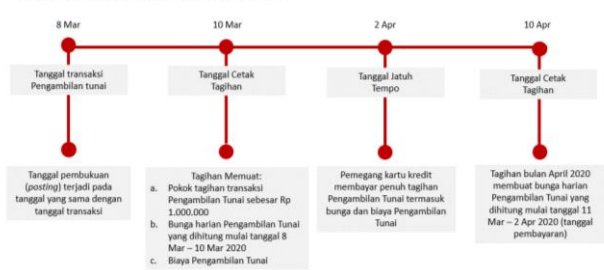 8 Mar
10 Mar
2 Apr
10 Apr
Tanggal transaksi
Pengambilan tunai
Tanggal Cetak
Tagihan
Tanggal Jatuh
Tempo
Tanggal Cetak
Tagihan
Tanggal pembukuan
(posting) terjadi pada
tanggal yang sama dengan
tanggal transaksi
Tagihan Memuat:
a. Pokok tagihan transaksi
Pengambilan Tunai sebesar Rp
1.000.000
b. Bunga harian Pengambilan Tunai
yang dihitung mulai tanggal 8
Mar – 10 Mar 2020
c. Biaya Pengambilan Tunai
Pemegang kartu kredit
membayar penuh tagihan
Pengambilan Tunai termasuk
bunga dan biaya Pengambilan
Tunai
Tagihan bulan April 2020
membuat bunga harian
Pengambilan Tunai yang
dihitung mulai tanggal 11
Mar – 2 Apr 2020 (tanggal
pembayaran)